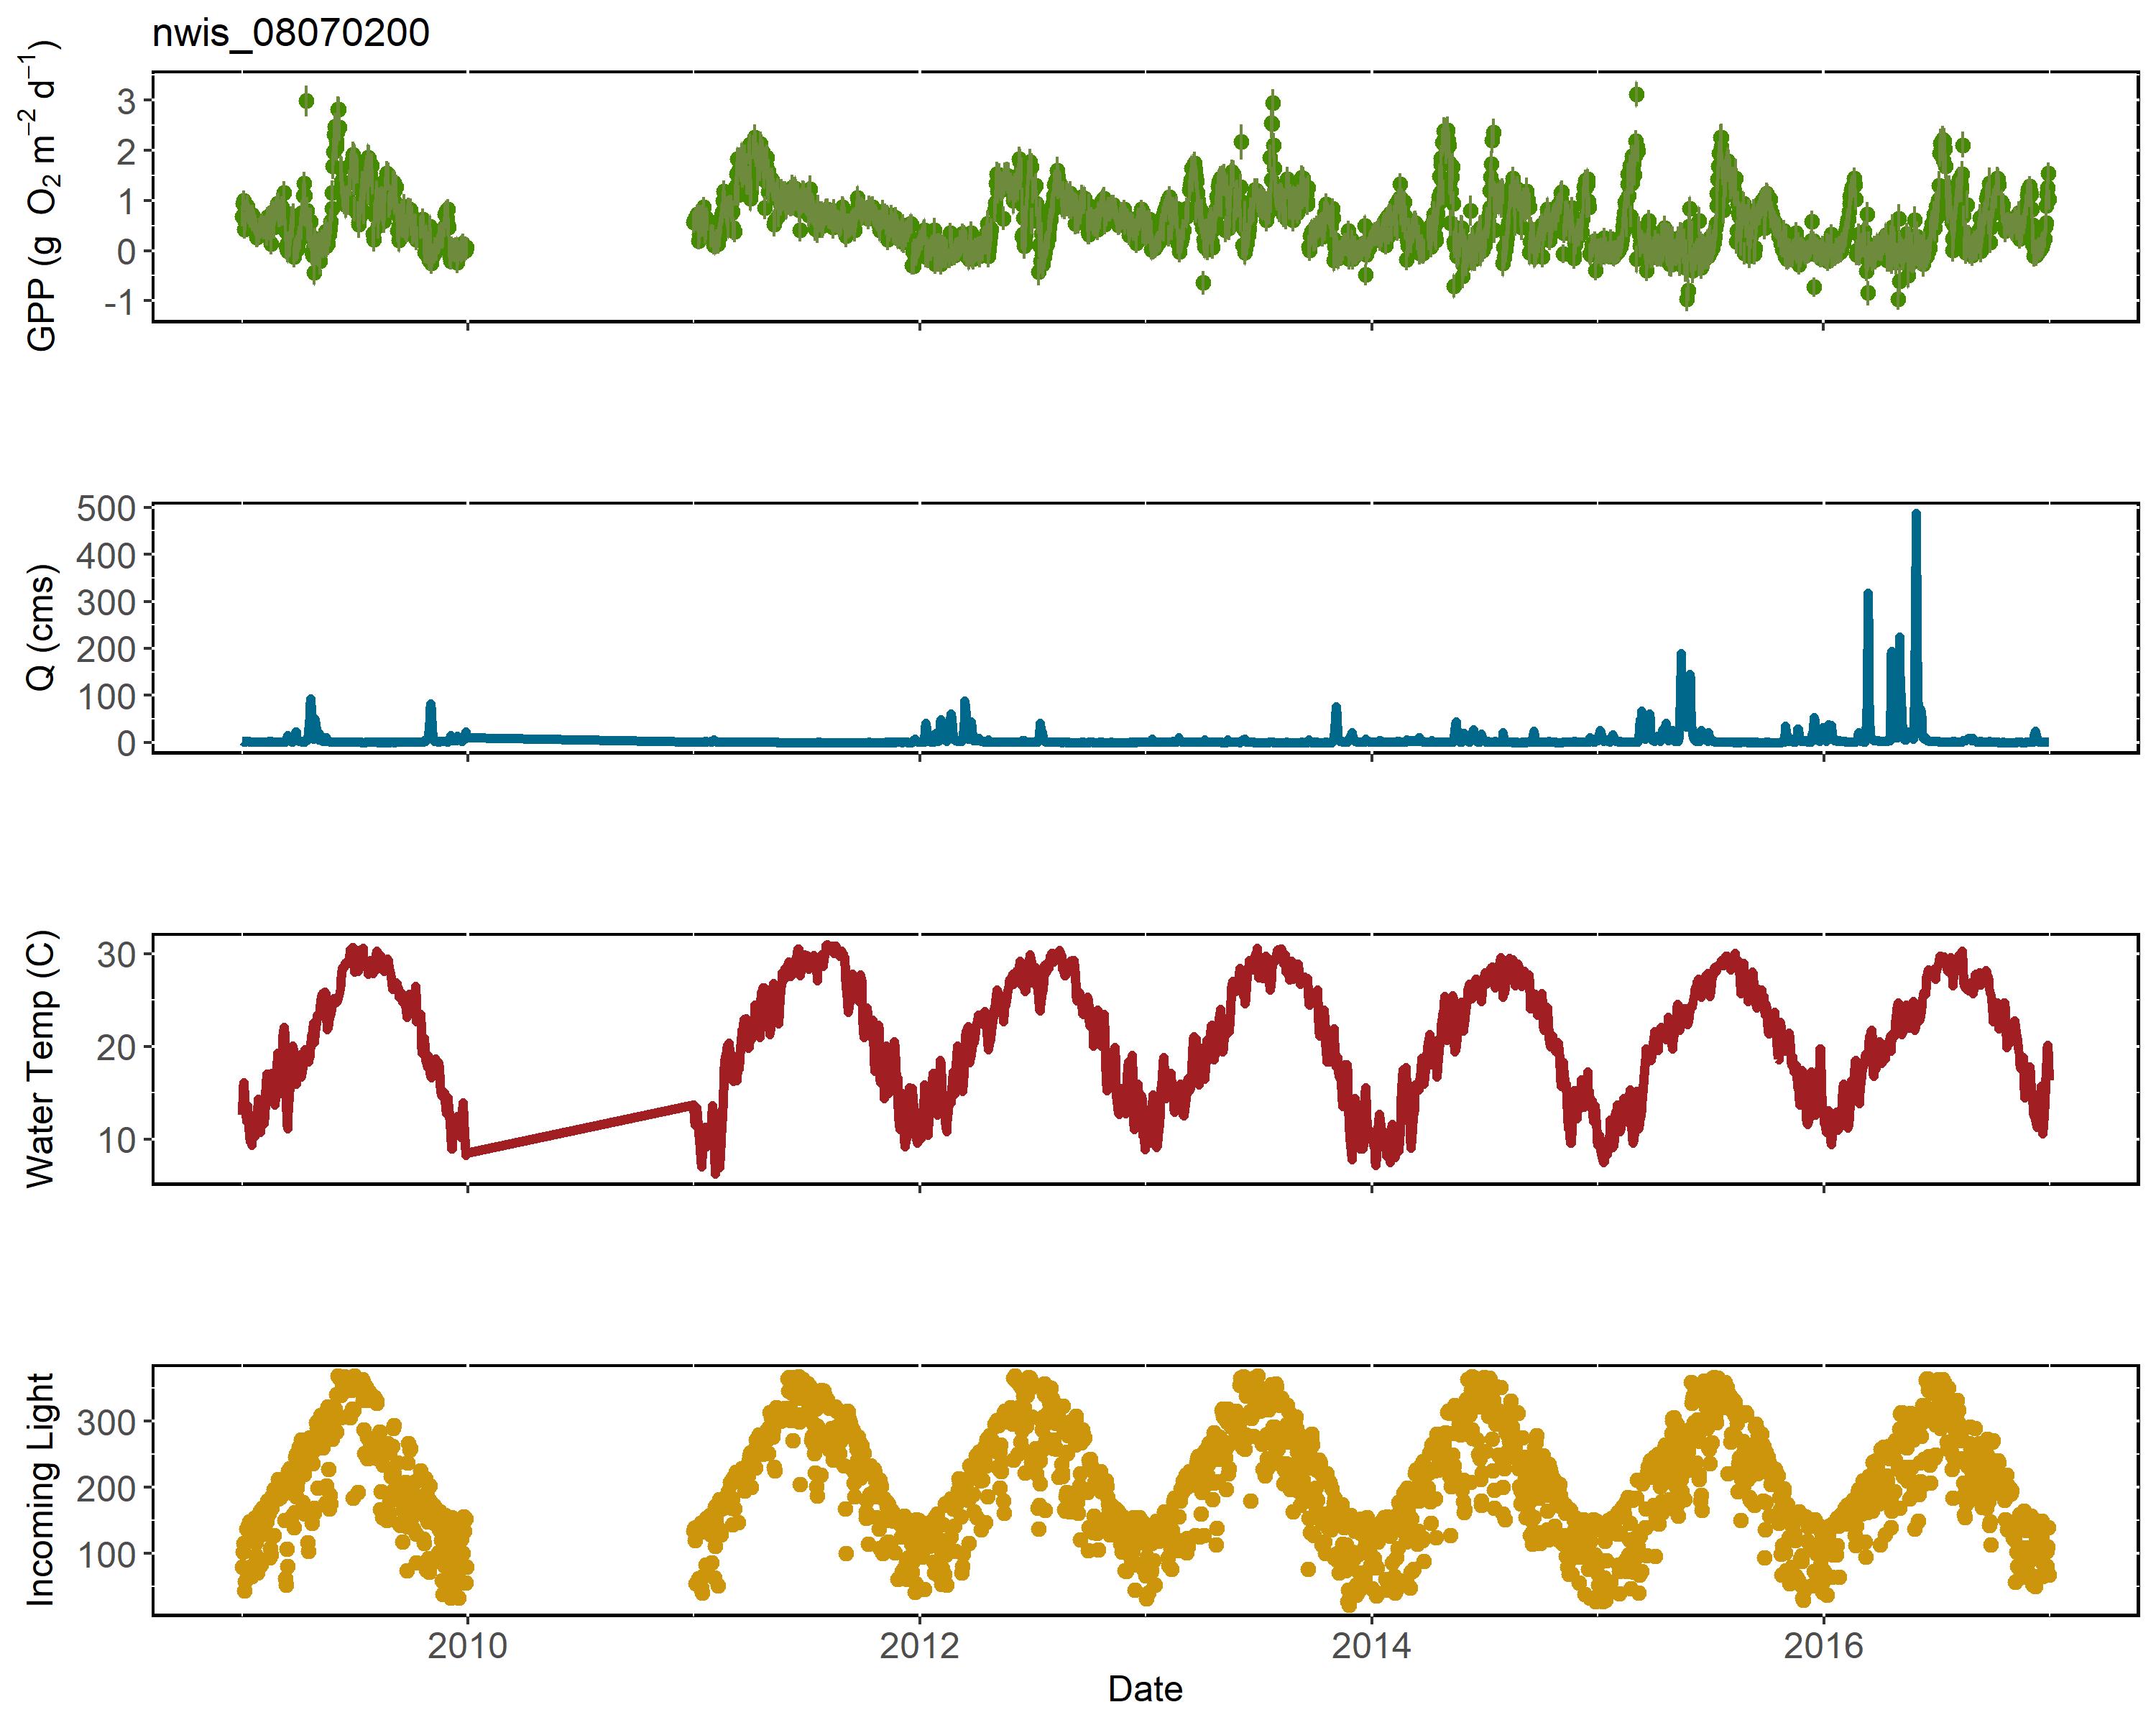 nwis_08070200
GPP (g O₂ m⁻² d⁻¹)
3
2
1
0
-1
Q (cms)
500
400
300
200
100
0
Water Temp (C)
30
20
10
Incoming Light
300
200
100
2010 2012 2014 2016
Date